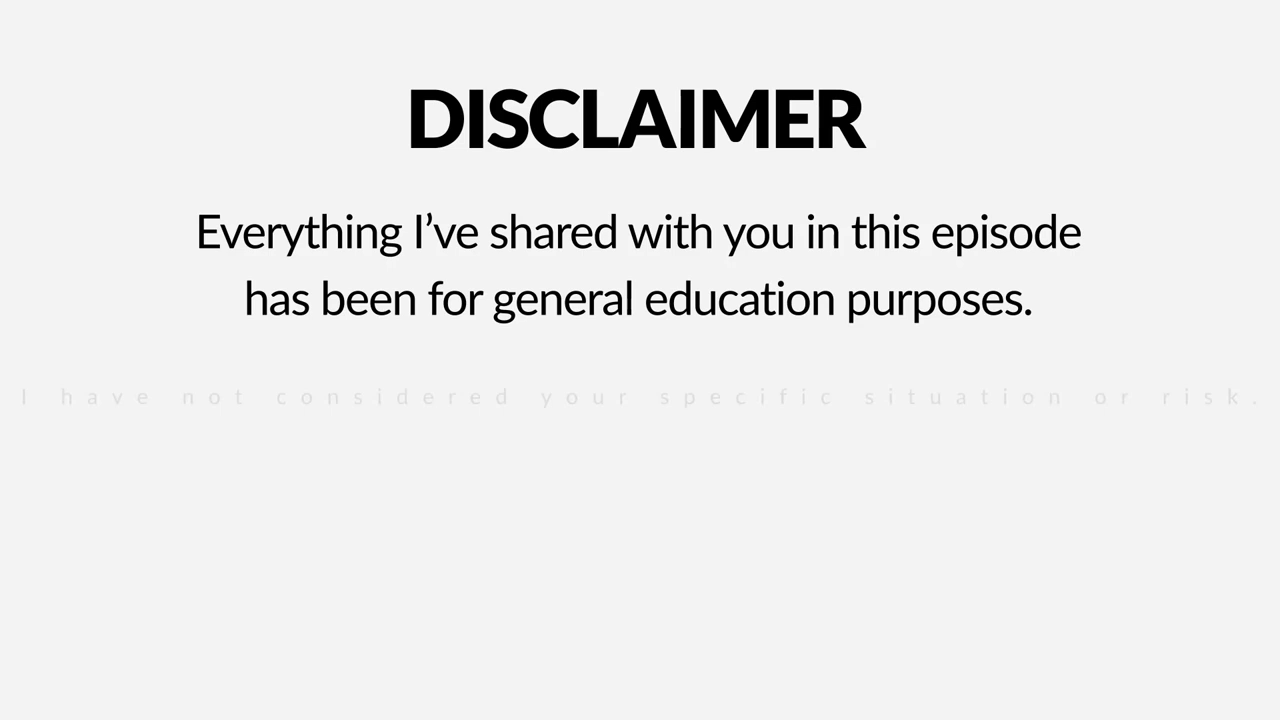 DISCLAIMER
Everything I’ve shared with you in this episode
has been for general education purposes.
I have not considered your specific situation or risk.